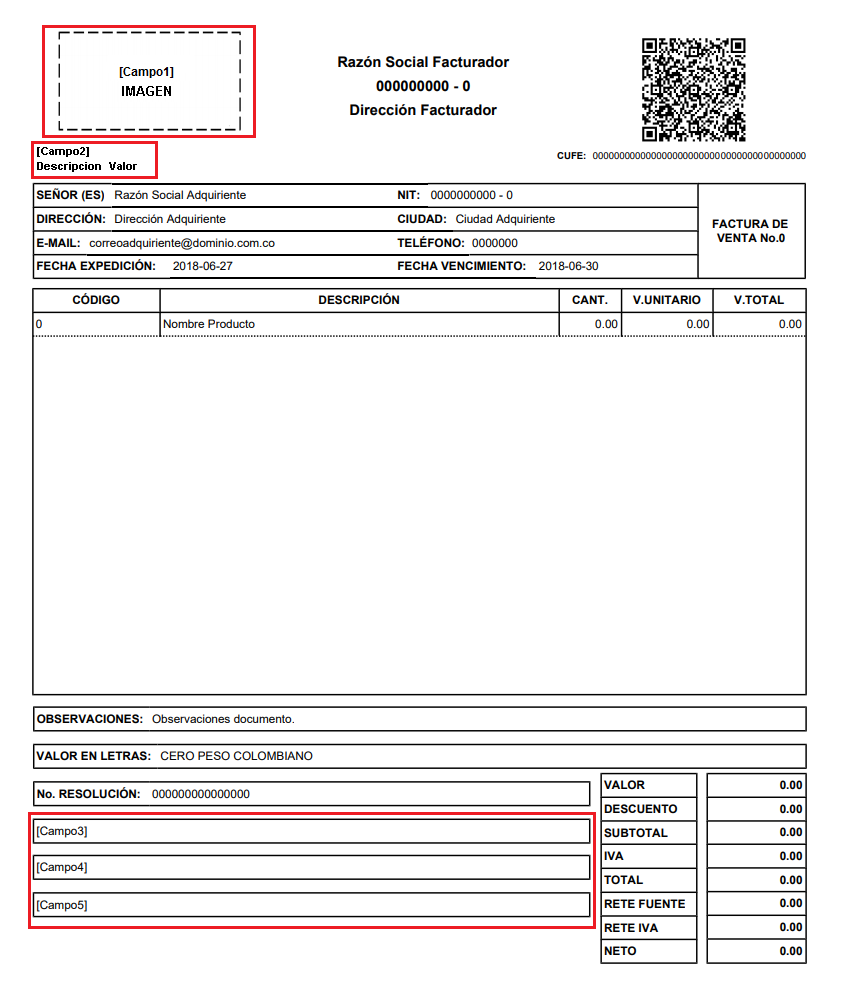 [Campo1]
IMAGEN
Razón Social Facturador
000000000 - 0
Dirección Facturador
[Campo2]
Descripcion Valor
CUFE: 0000000000000000000000000000000000000000
SEÑOR (ES) Razón Social Adquiriente NIT: 0000000000 - 0
DIRECCIÓN: Dirección Adquiriente CIUDAD: Ciudad Adquiriente
E-MAIL: correoadquiriente@dominio.com.co TELÉFONO: 0000000
FECHA EXPEDICIÓN: 2018-06-27 FECHA VENCIMIENTO: 2018-06-30
FACTURA DE
VENTA No.0
CÓDIGO DESCRIPCIÓN CANT. V.UNITARIO V.TOTAL
0 Nombre Producto 0.00 0.00 0.00
OBSERVACIONES: Observaciones documento.
VALOR EN LETRAS: CERO PESO COLOMBIANO
No. RESOLUCIÓN: 000000000000000
[Campo3]
[Campo4]
[Campo5]
VALOR 0.00
DESCUENTO 0.00
SUBTOTAL 0.00
IVA 0.00
TOTAL 0.00
RETE FUENTE 0.00
RETE IVA 0.00
NETO 0.00